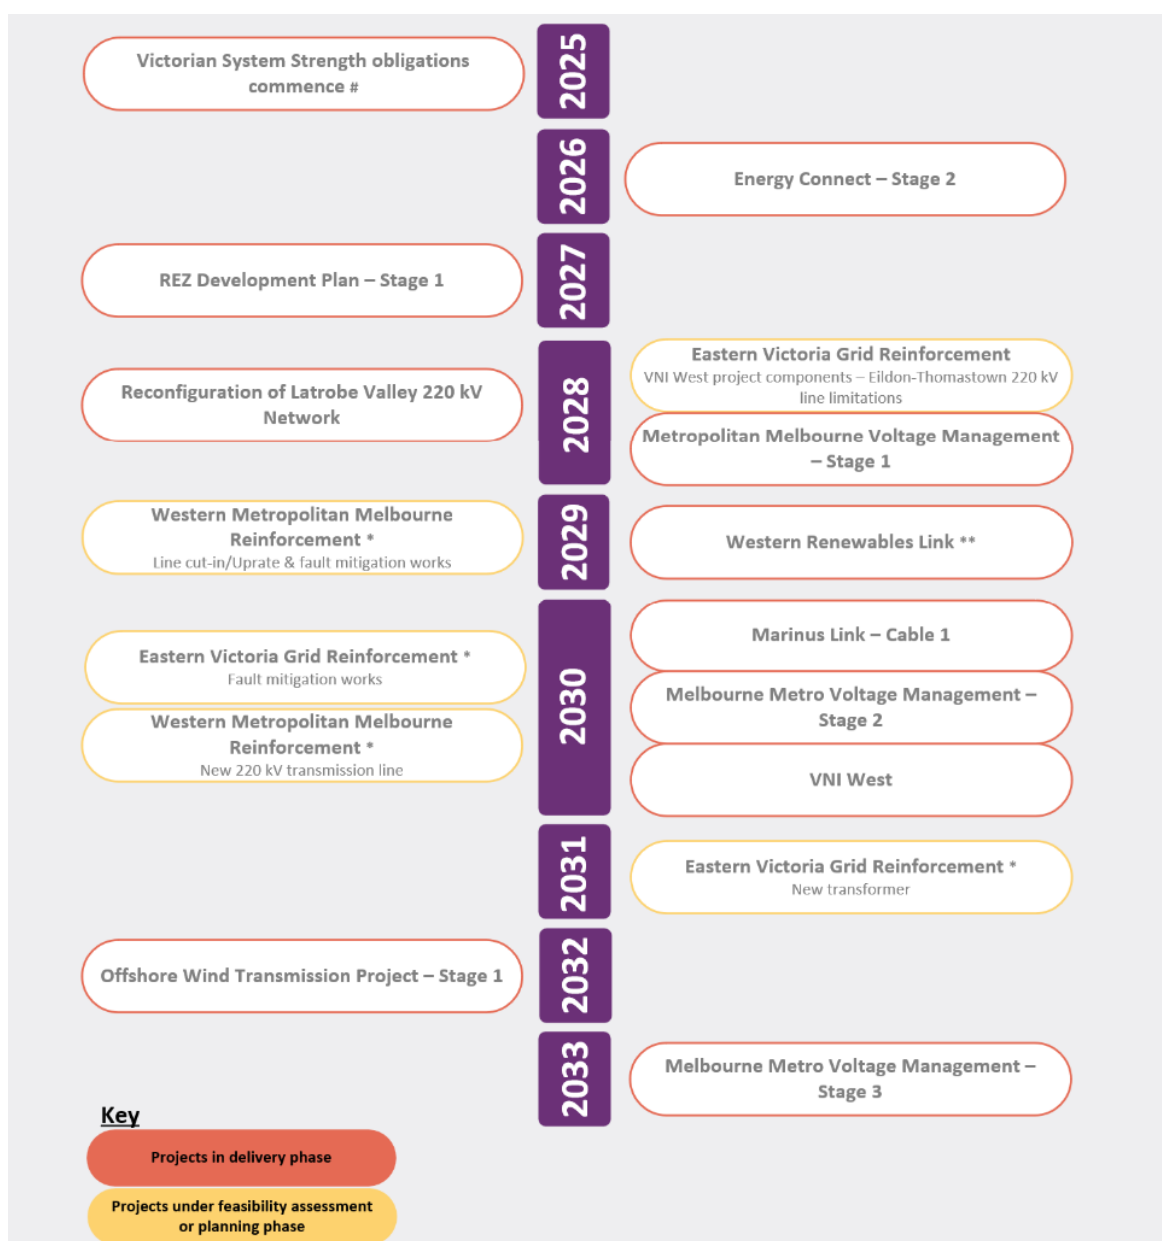 Victorian System Strength obligations
commence #
2025
2026
Energy Connect – Stage 2
REZ Development Plan – Stage 1
2027
Reconfiguration of Latrobe Valley 220 kV
Network
2028
Eastern Victoria Grid Reinforcement
VNI West project components – Eildon-Thomastown 220 kV
line limitations
Metropolitan Melbourne Voltage Management
– Stage 1
Western Metropolitan Melbourne
Reinforcement *
Line cut-in/Uprate & fault mitigation works
2029
Western Renewables Link **
Eastern Victoria Grid Reinforcement *
Fault mitigation works
Western Metropolitan Melbourne
Reinforcement *
New 220 kV transmission line
2030
Marinus Link – Cable 1
Melbourne Metro Voltage Management –
Stage 2
VNI West
2031
Eastern Victoria Grid Reinforcement *
New transformer
Offshore Wind Transmission Project – Stage 1
2032
2033
Melbourne Metro Voltage Management –
Stage 3
Key
Projects in delivery phase
Projects under feasibility assessment
or planning phase